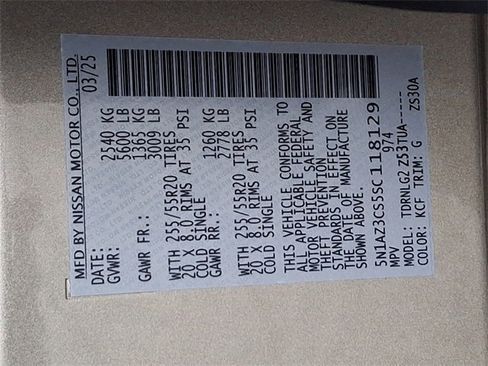 MFD BY NISSAN MOTOR CO., LTD.
DATE: 03/25
GVWR: 2540 KG
5600 LB
GAWR FR.: 1365 KG
3009 LB
WITH 255/55R20 TIRES
20 X 8.0 RIMS AT 35 PSI
COLD SINGLE
GAWR RR.: 1260 KG
2778 LB
WITH 255/55R20 TIRES
20 X 8.0 RIMS AT 35 PSI
COLD SINGLE
THIS VEHICLE CONFORMS TO
ALL APPLICABLE FEDERAL
MOTOR VEHICLE SAFETY AND
THEFT PREVENTION
STANDARDS IN EFFECT ON
THE DATE OF MANUFACTURE
SHOWN ABOVE.
5N1AZ3CS5SC118129
MPV 974
MODEL: TDRNLG2 Z53TUA------
COLOR: KCF TRIM: G ZS30A